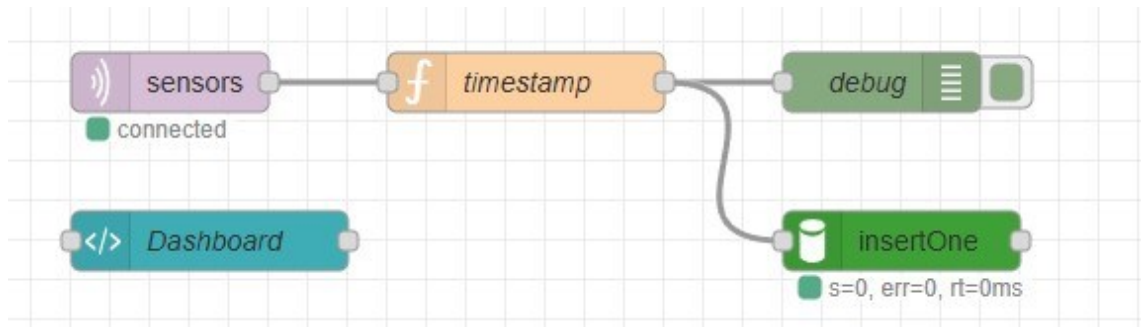 sensors
timestamp
debug
connected
</> Dashboard
insertOne
s=0, err=0, rt=0ms